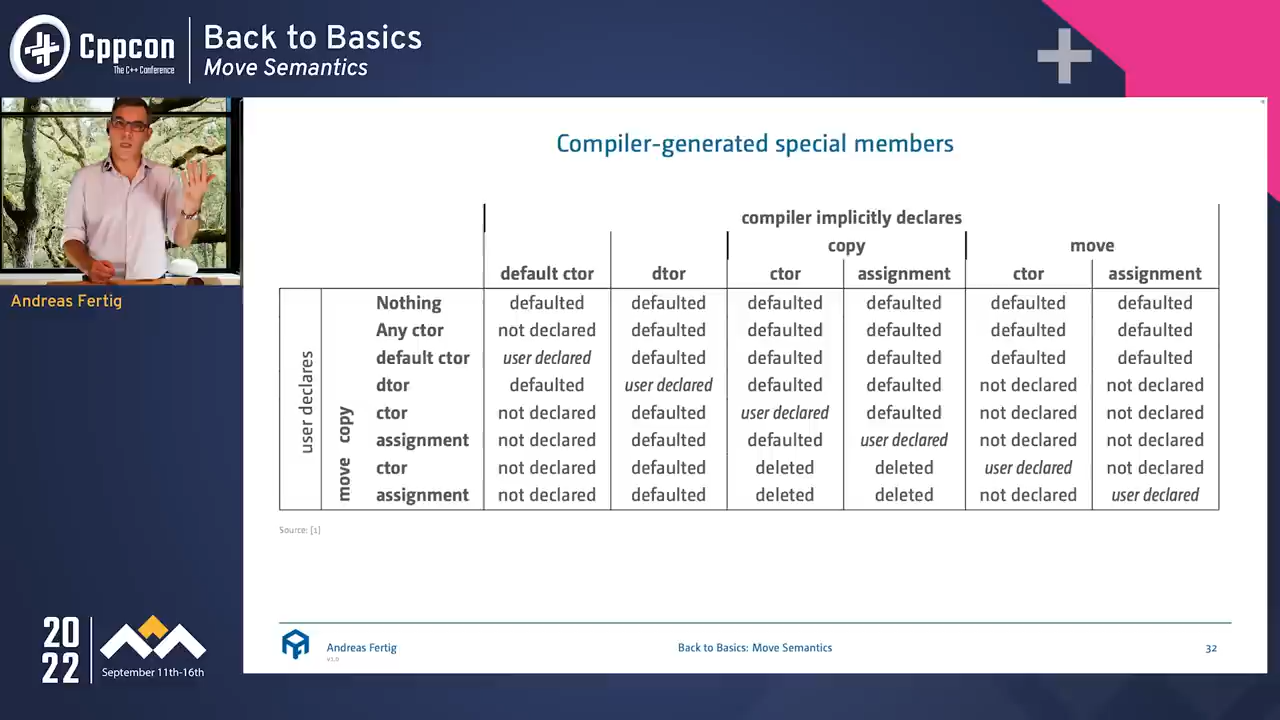 Cppcon
The C++ Conference
Back to Basics
Move Semantics
Andreas Fertig
Compiler-generated special members
compiler implicitly declares
copy move
default ctor dtor ctor assignment ctor assignment
user declares
copy
move
Nothing defaulted defaulted defaulted defaulted defaulted defaulted
Any ctor not declared defaulted defaulted defaulted defaulted defaulted
default ctor user declared defaulted defaulted defaulted defaulted defaulted
dtor defaulted user declared defaulted defaulted not declared not declared
ctor not declared defaulted user declared defaulted not declared not declared
assignment not declared defaulted defaulted user declared not declared not declared
ctor not declared defaulted deleted deleted user declared not declared
assignment not declared defaulted deleted deleted not declared user declared
Source: [1]
Andreas Fertig
v1.0
Back to Basics: Move Semantics
32
20
22
September 11th-16th